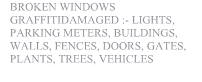 BROKEN WINDOWS
GRAFFITIDAMAGED :- LIGHTS,
PARKING METERS, BUILDINGS,
WALLS, FENCES, DOORS, GATES,
PLANTS, TREES, VEHICLES